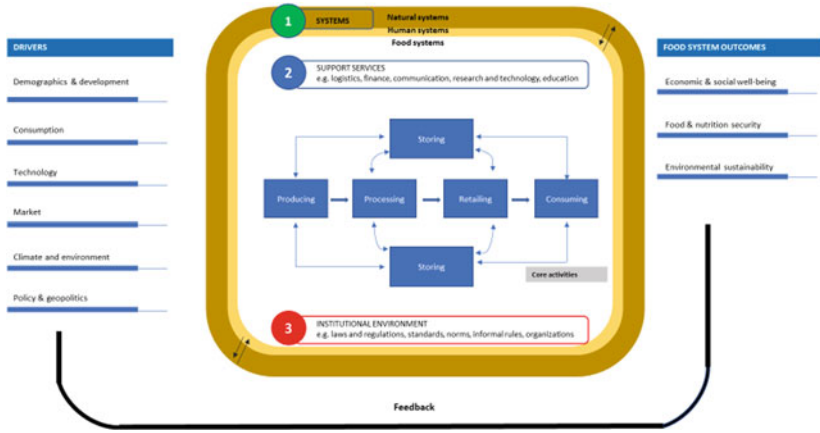 1
SYSTEMS
Natural systems
Human systems
Food systems
DRIVERS
Demographics & development
Consumption
Technology
Market
Climate and environment
Policy & geopolitics
2
SUPPORT SERVICES
e.g. logistics, finance, communication, research and technology, education
Storing
Producing
Processing
Retailing
Consuming
Storing
Core activities
3
INSTITUTIONAL ENVIRONMENT
e.g. laws and regulations, standards, norms, informal rules, organizations
FOOD SYSTEM OUTCOMES
Economic & social well-being
Food & nutrition security
Environmental sustainability
Feedback